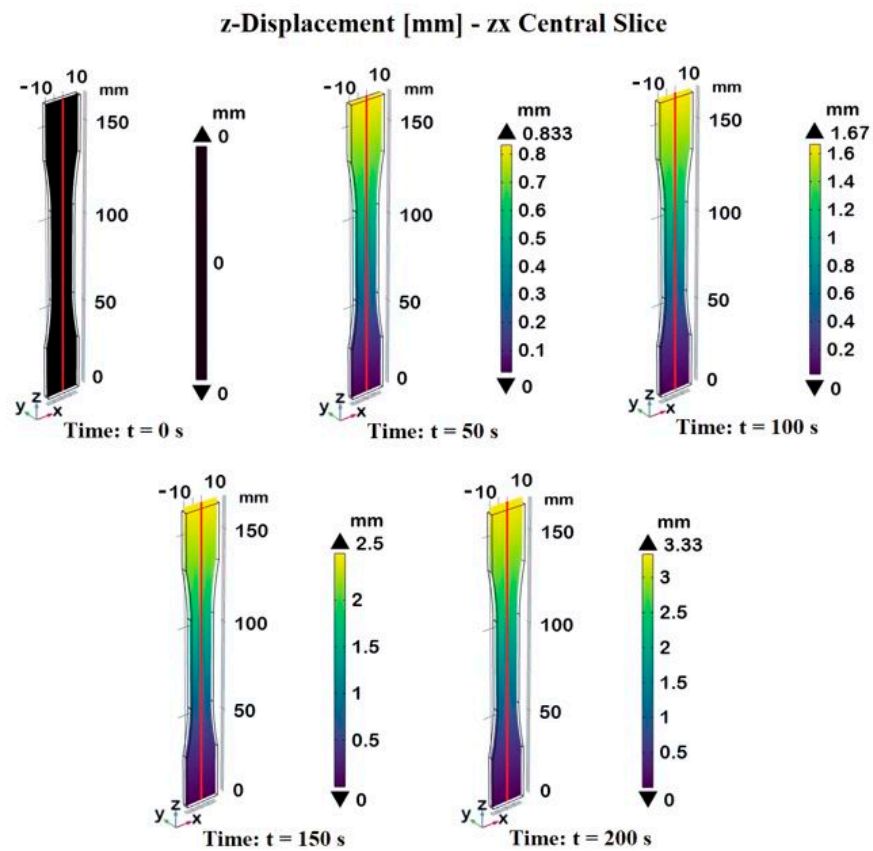 z-Displacement [mm] - zx Central Slice
-10 10
mm
150
100
50
0
mm
0
0
0
z
y x
Time: t = 0 s
-10 10
mm
150
100
50
0
mm
0.833
0.8
0.7
0.6
0.5
0.4
0.3
0.2
0.1
0
z
y x
Time: t = 50 s
-10 10
mm
150
100
50
0
mm
1.67
1.6
1.4
1.2
1
0.8
0.6
0.4
0.2
0
z
y x
Time: t = 100 s
-10 10
mm
150
100
50
0
mm
2.5
2
1.5
1
0.5
0
z
y x
Time: t = 150 s
-10 10
mm
150
100
50
0
mm
3.33
3
2.5
2
1.5
1
0.5
0
z
y x
Time: t = 200 s